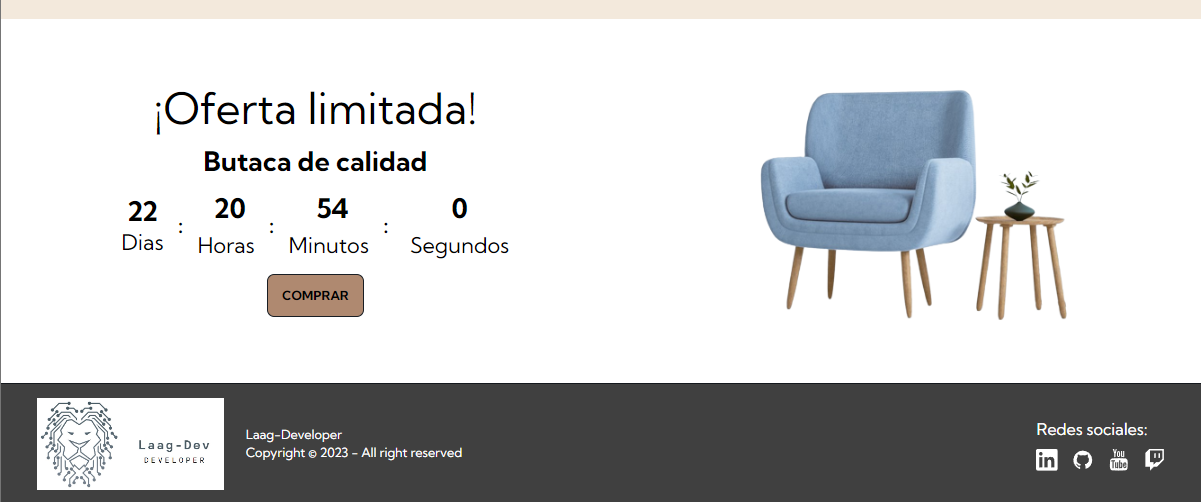 ¡Oferta limitada!
Butaca de calidad
22 : 20 : 54 : 0
Dias Horas Minutos Segundos
COMPRAR
Laag-Dev
DEVELOPER
Laag-Developer
Copyright © 2023 - All right reserved
Redes sociales:
in
You
Tube